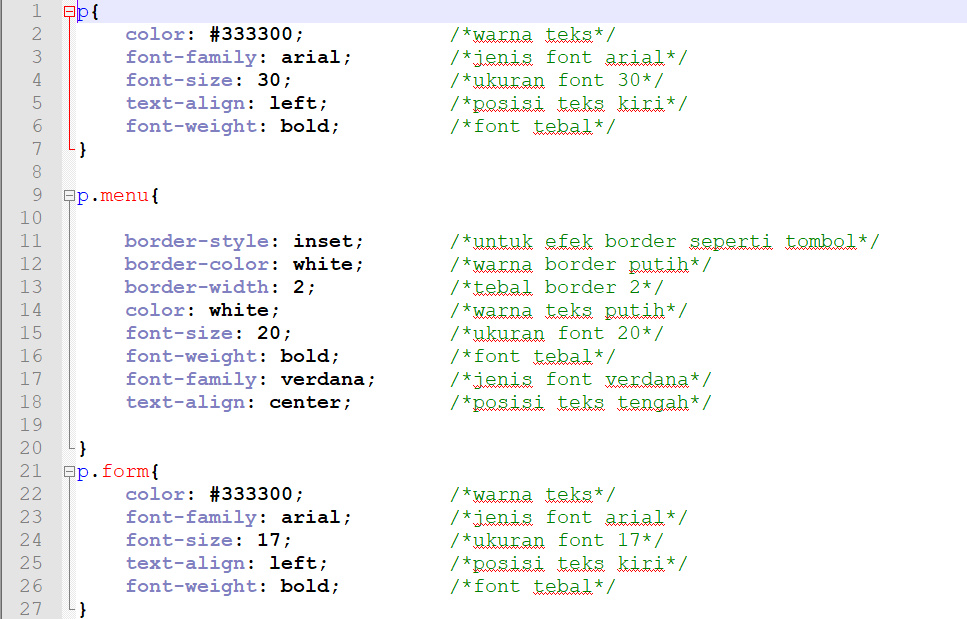 1 p{
2 color: #333300; /*warna teks*/
3 font-family: arial; /*jenis font arial*/
4 font-size: 30; /*ukuran font 30*/
5 text-align: left; /*posisi teks kiri*/
6 font-weight: bold; /*font tebal*/
7 }
8
9 p.menu{
10
11 border-style: inset; /*untuk efek border seperti tombol*/
12 border-color: white; /*warna border putih*/
13 border-width: 2; /*tebal border 2*/
14 color: white; /*warna teks putih*/
15 font-size: 20; /*ukuran font 20*/
16 font-weight: bold; /*font tebal*/
17 font-family: verdana; /*jenis font verdana*/
18 text-align: center; /*posisi teks tengah*/
19
20 }
21 p.form{
22 color: #333300; /*warna teks*/
23 font-family: arial; /*jenis font arial*/
24 font-size: 17; /*ukuran font 17*/
25 text-align: left; /*posisi teks kiri*/
26 font-weight: bold; /*font tebal*/
27 }